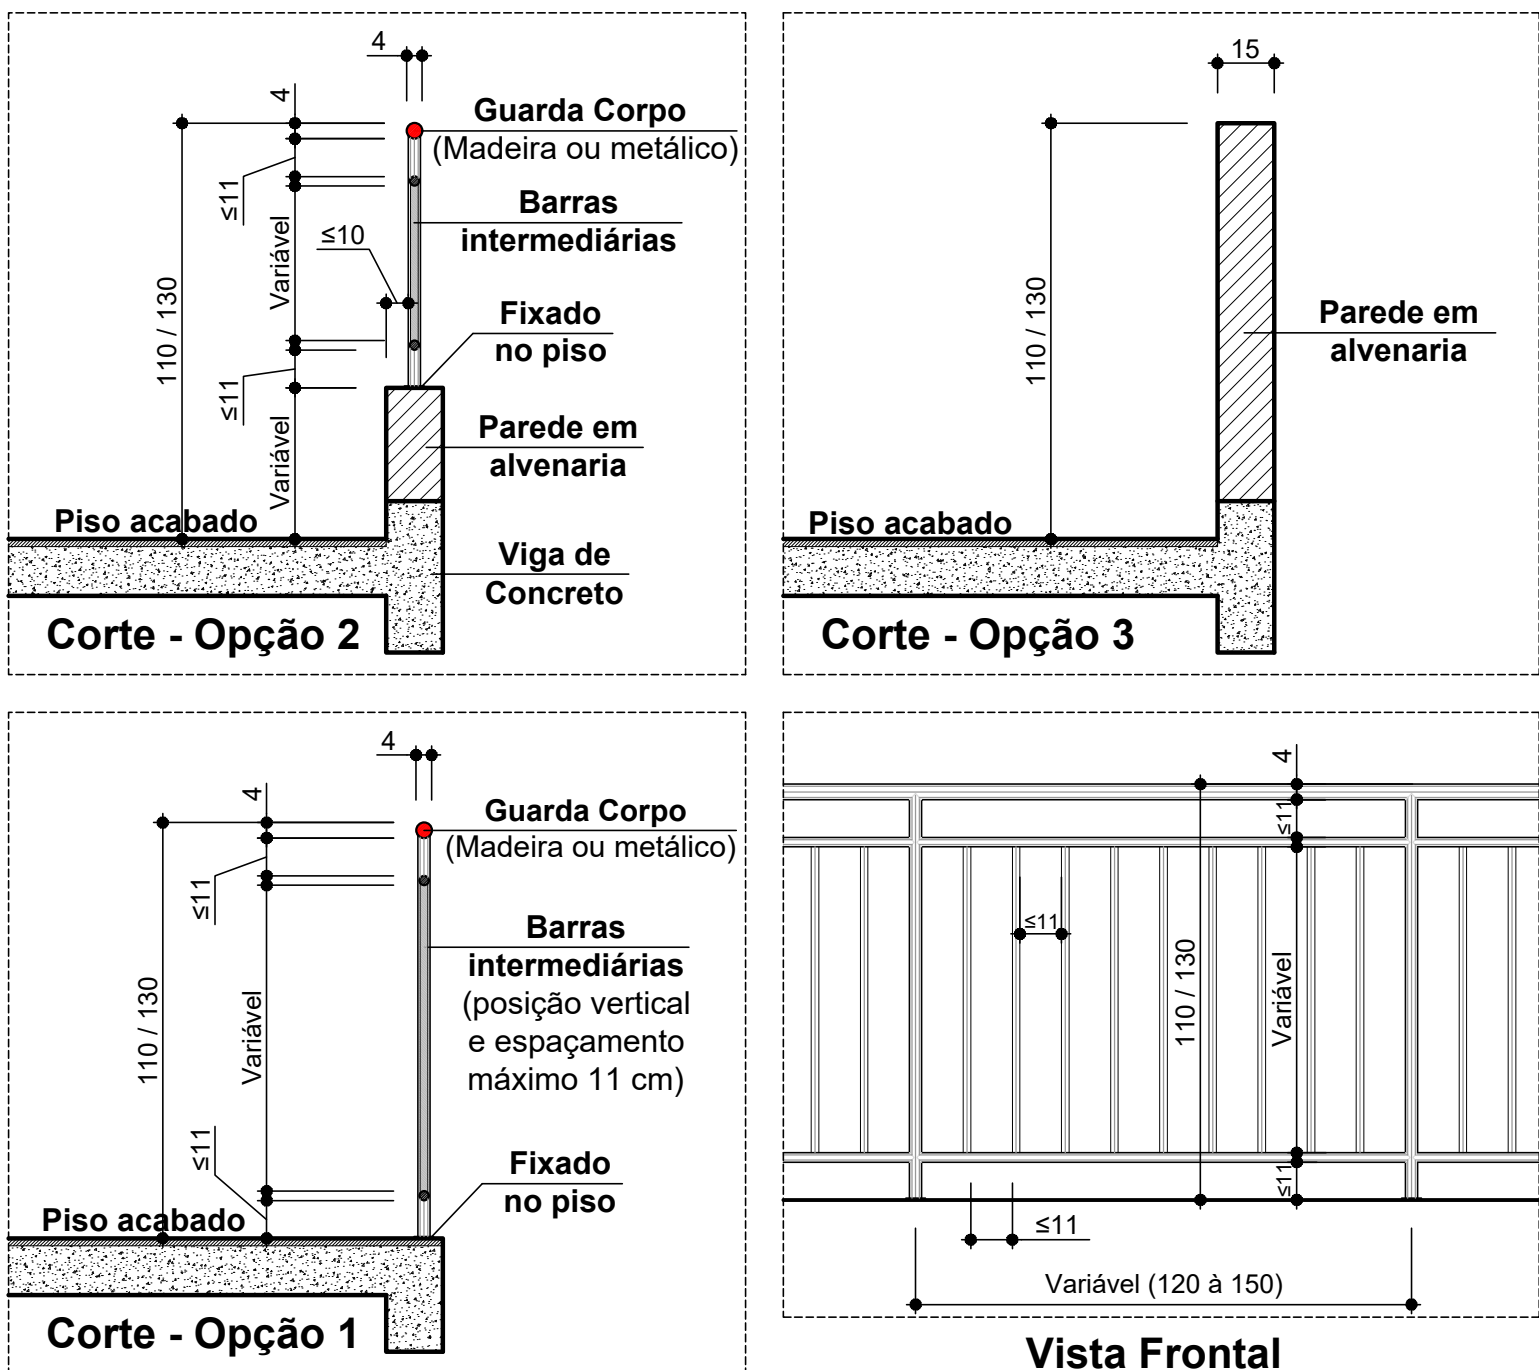 4
4
Guarda Corpo
(Madeira ou metálico)
≤11
Barras
intermediárias
≤10
Variável
110 / 130
Fixado
no piso
≤11
Parede em
alvenaria
Variável
Piso acabado
Viga de
Concreto
Corte - Opção 2
15
110 / 130
Parede em
alvenaria
Piso acabado
Corte - Opção 3
4
4
Guarda Corpo
(Madeira ou metálico)
≤11
Barras
intermediárias
(posição vertical
e espaçamento
máximo 11 cm)
110 / 130
Variável
≤11
Fixado
no piso
Piso acabado
Corte - Opção 1
4
≤11
≤11
110 / 130
Variável
≤11
≤11
Variável (120 à 150)
Vista Frontal